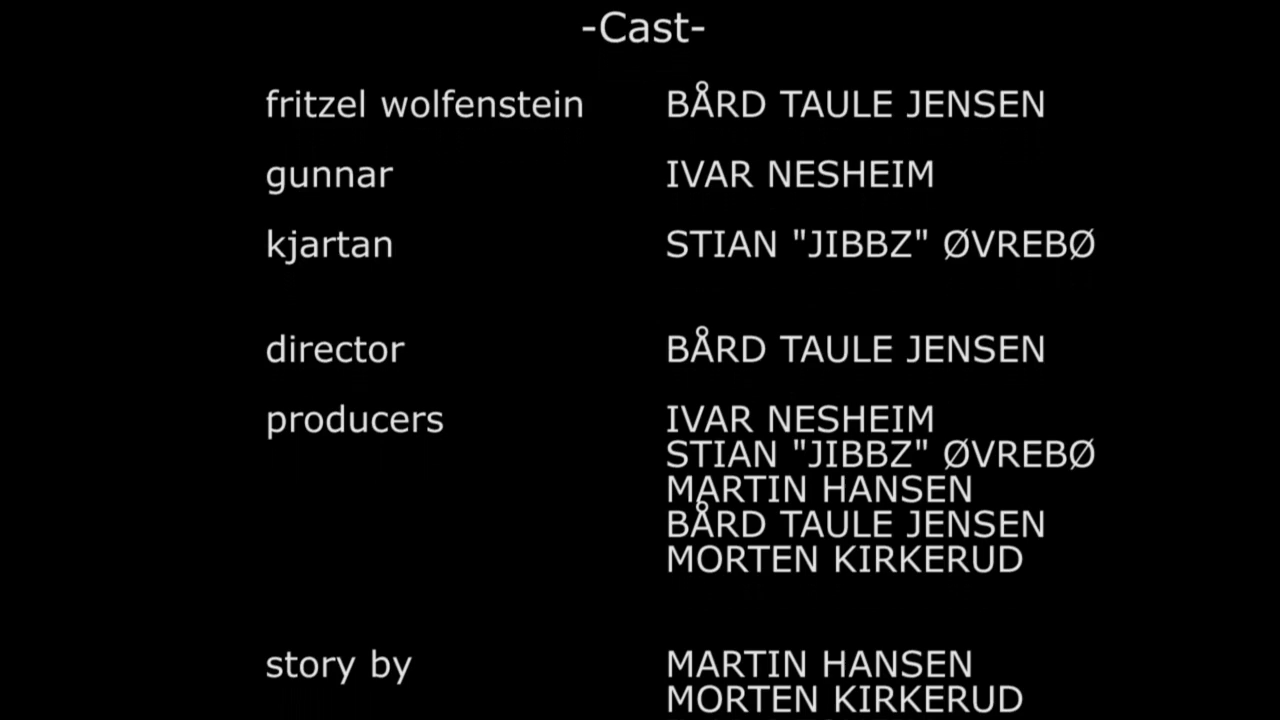 -Cast-
fritzel wolfenstein BÅRD TAULE JENSEN
gunnar IVAR NESHEIM
kjartan STIAN "JIBBZ" ØVREBØ
director BÅRD TAULE JENSEN
producers IVAR NESHEIM
STIAN "JIBBZ" ØVREBØ
MARTIN HANSEN
BÅRD TAULE JENSEN
MORTEN KIRKERUD
story by MARTIN HANSEN
MORTEN KIRKERUD